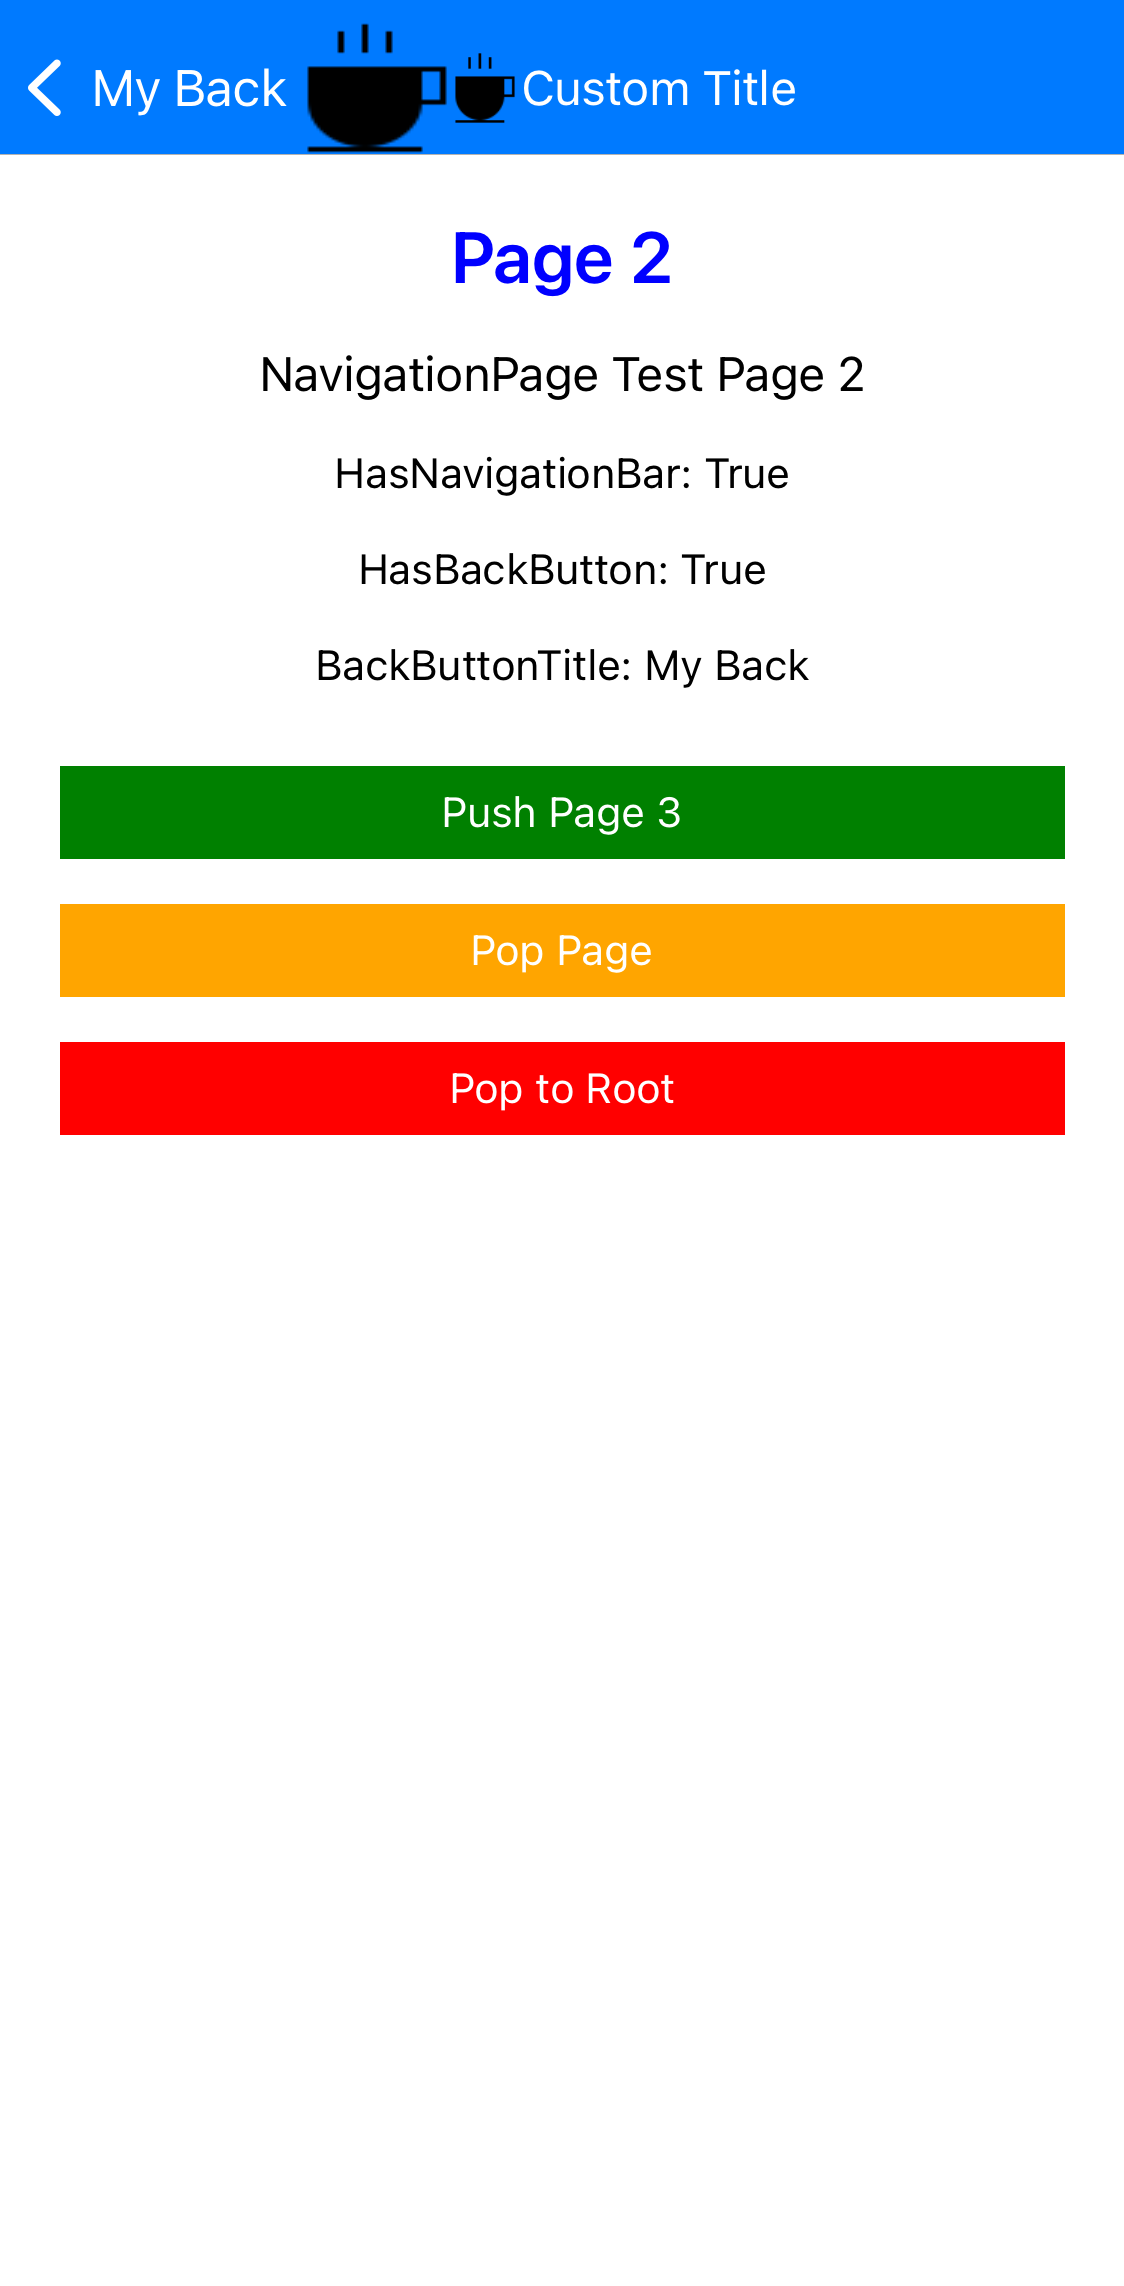 My Back Custom Title
Page 2
NavigationPage Test Page 2
HasNavigationBar: True
HasBackButton: True
BackButtonTitle: My Back
Push Page 3
Pop Page
Pop to Root